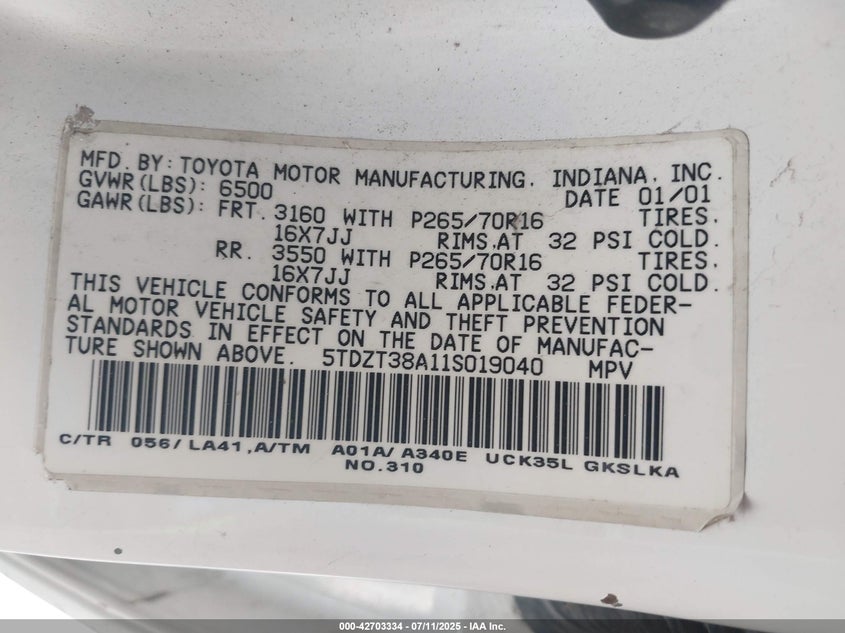 MFD. BY: TOYOTA MOTOR MANUFACTURING, INDIANA, INC.
GVWR(LBS): 6500 DATE 01/01
GAWR(LBS): FRT. 3160 WITH P265/70R16 TIRES,
16X7JJ RIMS,AT 32 PSI COLD.
RR. 3550 WITH P265/70R16 TIRES,
16X7JJ RIMS,AT 32 PSI COLD.
THIS VEHICLE CONFORMS TO ALL APPLICABLE FEDER-
AL MOTOR VEHICLE SAFETY AND THEFT PREVENTION
STANDARDS IN EFFECT ON THE DATE OF MANUFAC-
TURE SHOWN ABOVE. 5TDZT38A11S019040 MPV
C/TR 056/LA41,A/TM A01A/A340E UCK35L GKSLKA
NO.310
000-42703334 - 07/11/2025 - IAA Inc.